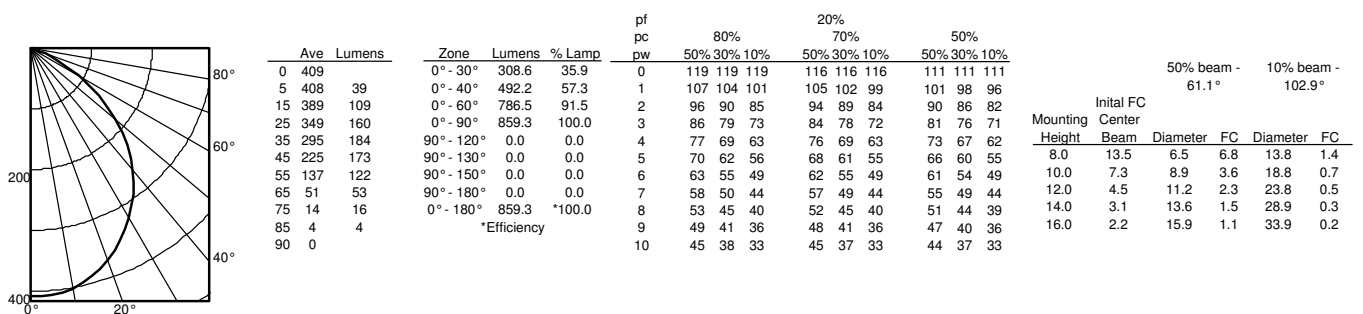 80°
60°
40°
200
400
0° 20°
Ave Lumens
0 409
5 408 39
15 389 109
25 349 160
35 295 184
45 225 173
55 137 122
65 51 53
75 14 16
85 4 4
90 0
Zone Lumens % Lamp
0° - 30° 308.6 35.9
0° - 40° 492.2 57.3
0° - 60° 786.5 91.5
0° - 90° 859.3 100.0
90° - 120° 0.0 0.0
90° - 130° 0.0 0.0
90° - 150° 0.0 0.0
90° - 180° 0.0 0.0
0° - 180° 859.3 *100.0
*Efficiency
pf 20%
pc 80% 70% 50%
pw 50% 30% 10% 50% 30% 10% 50% 30% 10%
0 119 119 119 116 116 116 111 111 111
1 107 104 101 105 102 99 101 98 96
2 96 90 85 94 89 84 90 86 82
3 86 79 73 84 78 72 81 76 71
4 77 69 63 76 69 63 73 67 62
5 70 62 56 68 61 55 66 60 55
6 63 55 49 62 55 49 61 54 49
7 58 50 44 57 49 44 55 49 44
8 53 45 40 52 45 40 51 44 39
9 49 41 36 48 41 36 47 40 36
10 45 38 33 45 37 33 44 37 33
50% beam - 10% beam -
61.1° 102.9°
Inital FC
Mounting Center
Height Beam Diameter FC Diameter FC
8.0 13.5 6.5 6.8 13.8 1.4
10.0 7.3 8.9 3.6 18.8 0.7
12.0 4.5 11.2 2.3 23.8 0.5
14.0 3.1 13.6 1.5 28.9 0.3
16.0 2.2 15.9 1.1 33.9 0.2